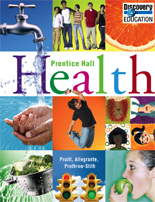 Discovery
EDUCATION
Prentice Hall
Health
Pruitt, Allegrante, Prothrow-Stith